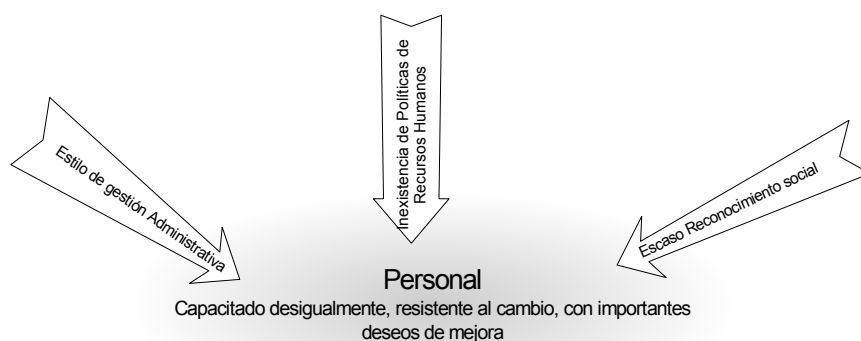 Estilo de gestión Administrativa
Inexistencia de Políticas de
Recursos Humanos
Escaso Reconocimiento social
Personal
Capacitado desigualmente, resistente al cambio, con importantes
deseos de mejora